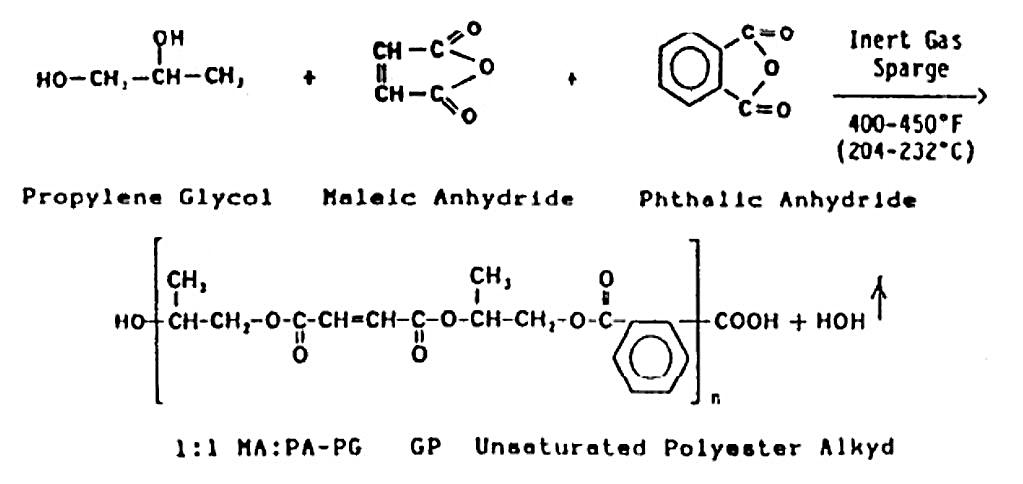 OH
HO-CH₂-CH-CH₃ + CH-C=O CH-C=O O + C=O O C=O Inert Gas
Sparge
400-450°F
(204-232°C)
Propylene Glycol Maleic Anhydride Phthalic Anhydride
CH₃ CH₃ O
HO-CH-CH₂-O-C-CH=CH-C-O-CH-CH₂-O-C -COOH + HOH
O O
n
1:1 MA:PA-PG GP Unsaturated Polyester Alkyd